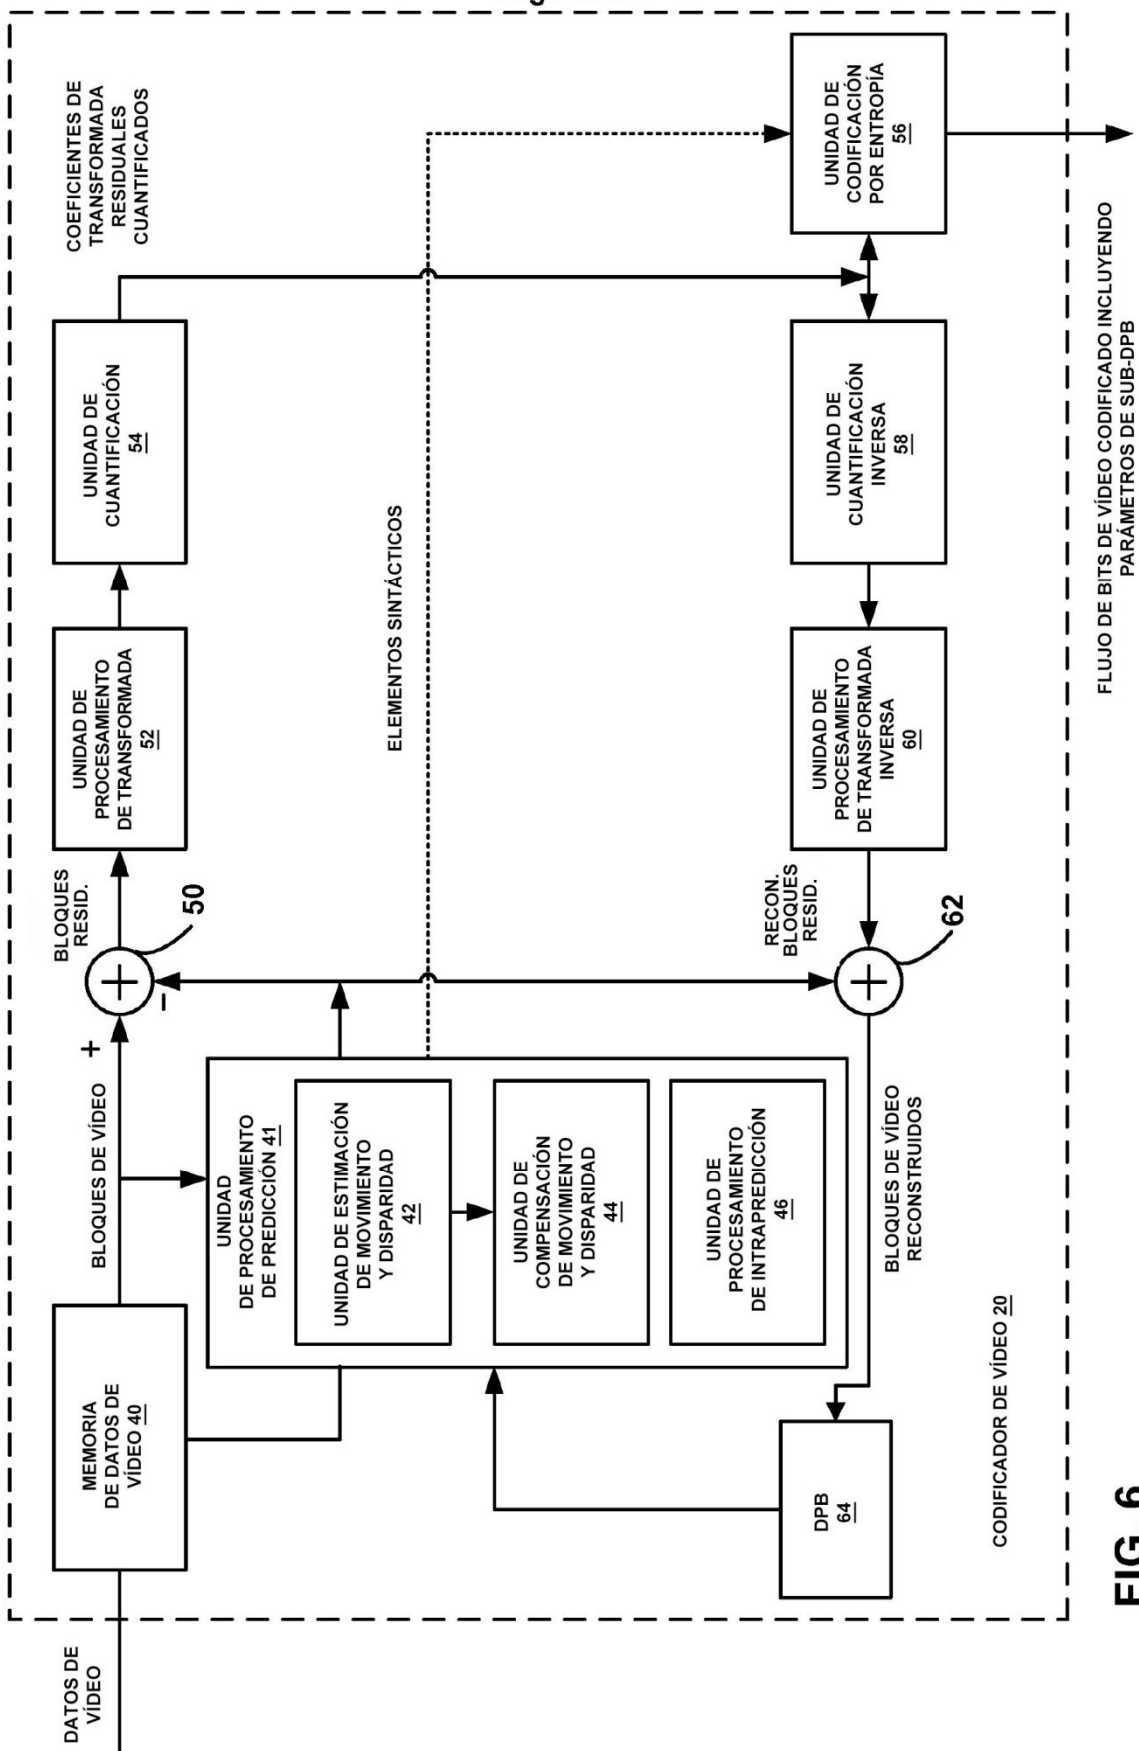 DATOS DE
VÍDEO
MEMORIA
DE DATOS DE
VÍDEO 40
BLOQUES DE VÍDEO
+
-
50
BLOQUES
RESID.
UNIDAD DE
PROCESAMIENTO
DE TRANSFORMADA
52
UNIDAD DE
CUANTIFICACIÓN
54
COEFICIENTES DE
TRANSFORMADA
RESIDUALES
CUANTIFICADOS
UNIDAD
DE PROCESAMIENTO
DE PREDICCIÓN 41
UNIDAD DE ESTIMACIÓN
DE MOVIMIENTO
Y DISPARIDAD
42
UNIDAD DE
COMPENSACIÓN
DE MOVIMIENTO
Y DISPARIDAD
44
UNIDAD DE
PROCESAMIENTO
DE INTRAPREDICCIÓN
46
ELEMENTOS SINTÁCTICOS
DPB
64
BLOQUES DE VÍDEO
RECONSTRUIDOS
62
RECON.
BLOQUES
RESID.
UNIDAD DE
PROCESAMIENTO
DE TRANSFORMADA
INVERSA
60
UNIDAD DE
CUANTIFICACIÓN
INVERSA
58
UNIDAD DE
CODIFICACIÓN
POR ENTROPÍA
56
CODIFICADOR DE VÍDEO 20
FLUJO DE BITS DE VÍDEO CODIFICADO INCLUYENDO
PARÁMETROS DE SUB-DPB
FIG. 6